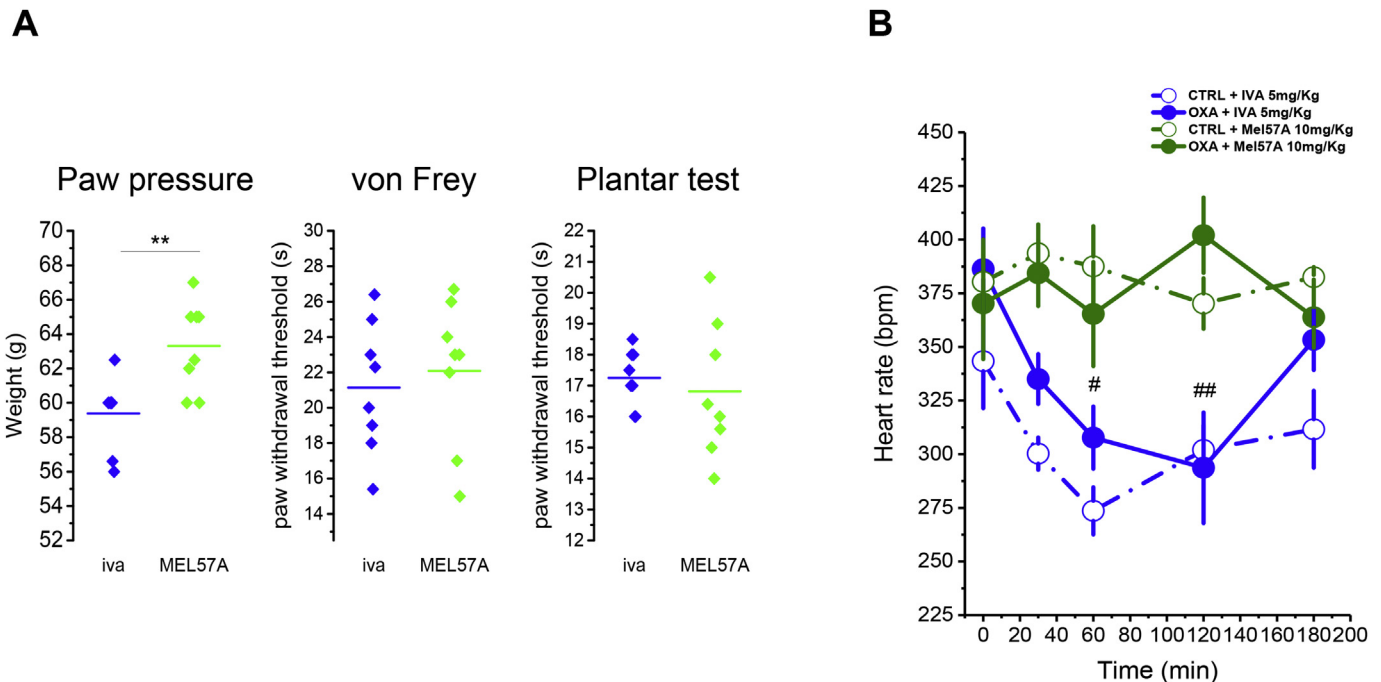 A
B
Paw pressure
von Frey
Plantar test
Weight (g)
70
68
66
64
62
60
58
56
54
52
**
iva
MEL57A
paw withdrawal threshold (s)
30
28
26
24
22
20
18
16
14
iva
MEL57A
paw withdrawal threshold (s)
22
21
20
19
18
17
16
15
14
13
12
iva
MEL57A
CTRL + IVA 5mg/Kg
OXA + IVA 5mg/Kg
CTRL + Mel57A 10mg/Kg
OXA + Mel57A 10mg/Kg
Heart rate (bpm)
450
425
400
375
350
325
300
275
250
225
#
##
0 20 40 60 80 100 120 140 160 180 200
Time (min)